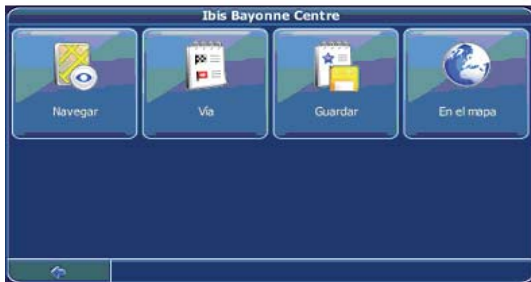 Ibis Bayonne Centre
Navegar
Vía
Guardar
En el mapa